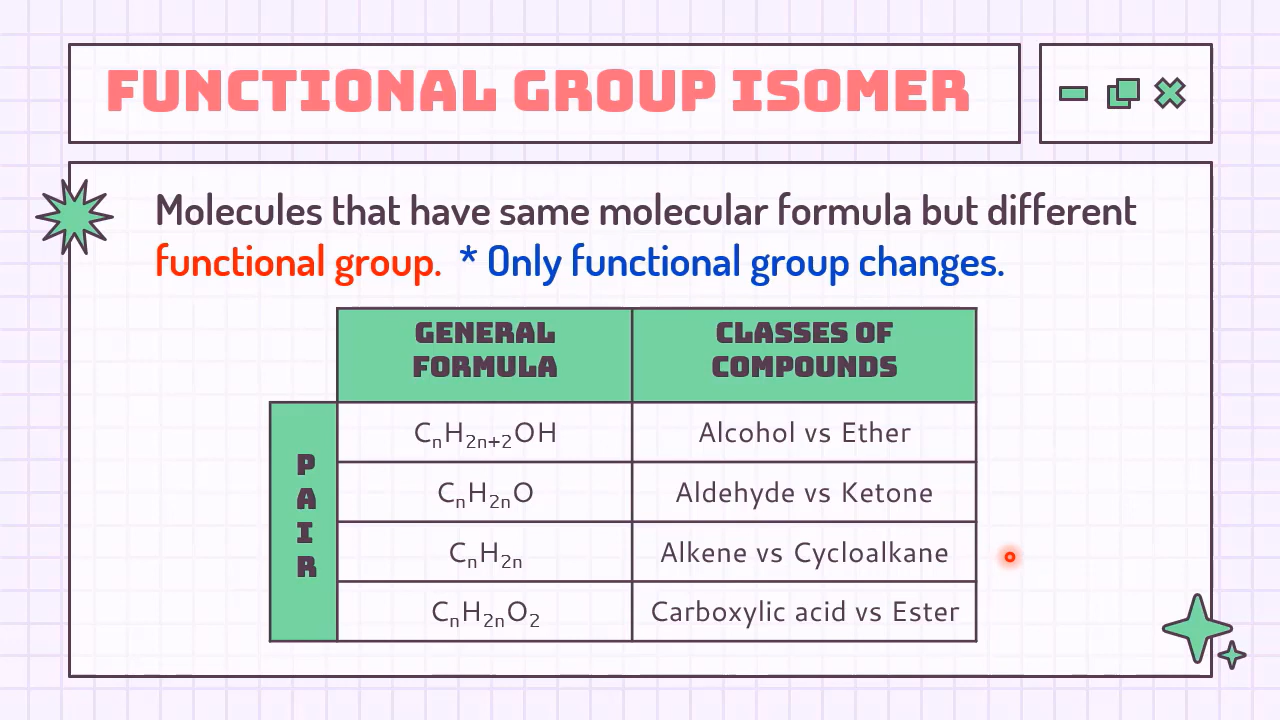 FUNCTIONAL GROUP ISOMER
Molecules that have same molecular formula but different
functional group. * Only functional group changes.
GENERAL
FORMULA
CLASSES OF
COMPOUNDS
PAIR
CₙH₂ₙ₊₂OH
Alcohol vs Ether
CₙH₂ₙO
Aldehyde vs Ketone
CₙH₂ₙ
Alkene vs Cycloalkane
CₙH₂ₙO₂
Carboxylic acid vs Ester